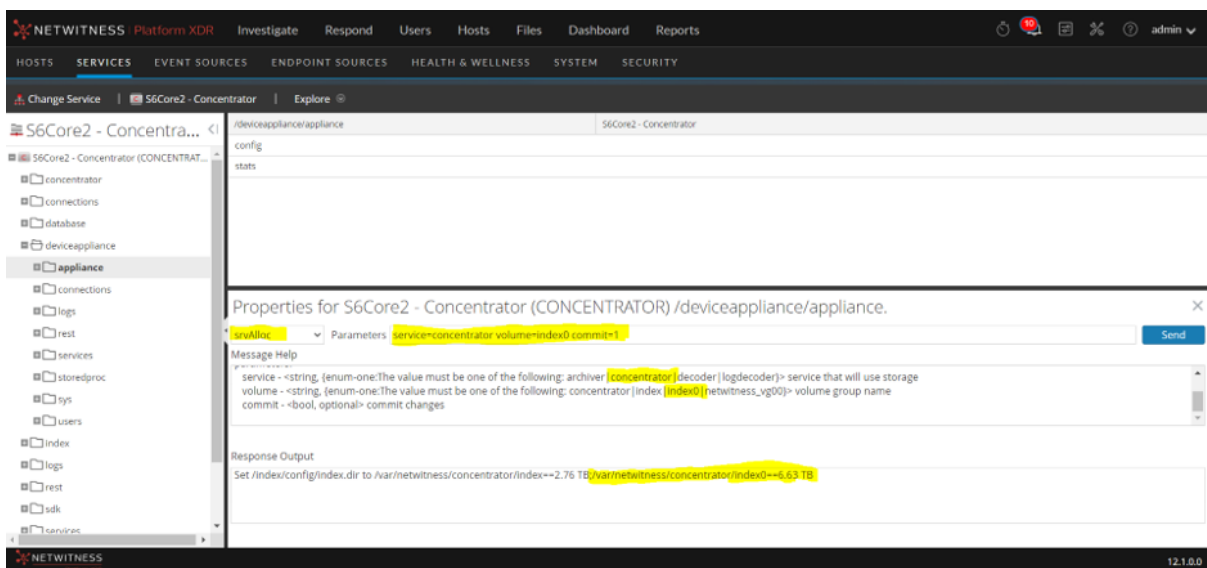 NETWITNESS Platform XDR Investigate Respond Users Hosts Files Dashboard Reports 10 admin
HOSTS SERVICES EVENT SOURCES ENDPOINT SOURCES HEALTH & WELLNESS SYSTEM SECURITY
Change Service | S6Core2 - Concentrator | Explore
S6Core2 - Concentra...
/deviceappliance/appliance S6Core2 - Concentrator
config
stats
S6Core2 - Concentrator (CONCENTRAT...
concentrator
connections
database
deviceappliance
appliance
connections
logs
rest
services
storedproc
sys
users
index
logs
rest
sdk
services
Properties for S6Core2 - Concentrator (CONCENTRATOR) /deviceappliance/appliance.
srvAlloc Parameters service=concentrator volume=index0 commit=1 Send
Message Help
parameters:
service - <string, {enum-one:The value must be one of the following: archiver|concentrator|decoder|logdecoder}> service that will use storage
volume - <string, {enum-one:The value must be one of the following: concentrator|index|index0|netwitness_vg00}> volume group name
commit - <bool, optional> commit changes
Response Output
Set /index/config/index.dir to /var/netwitness/concentrator/index==2.76 TB;/var/netwitness/concentrator/index0==6.63 TB
NETWITNESS 12.1.0.0